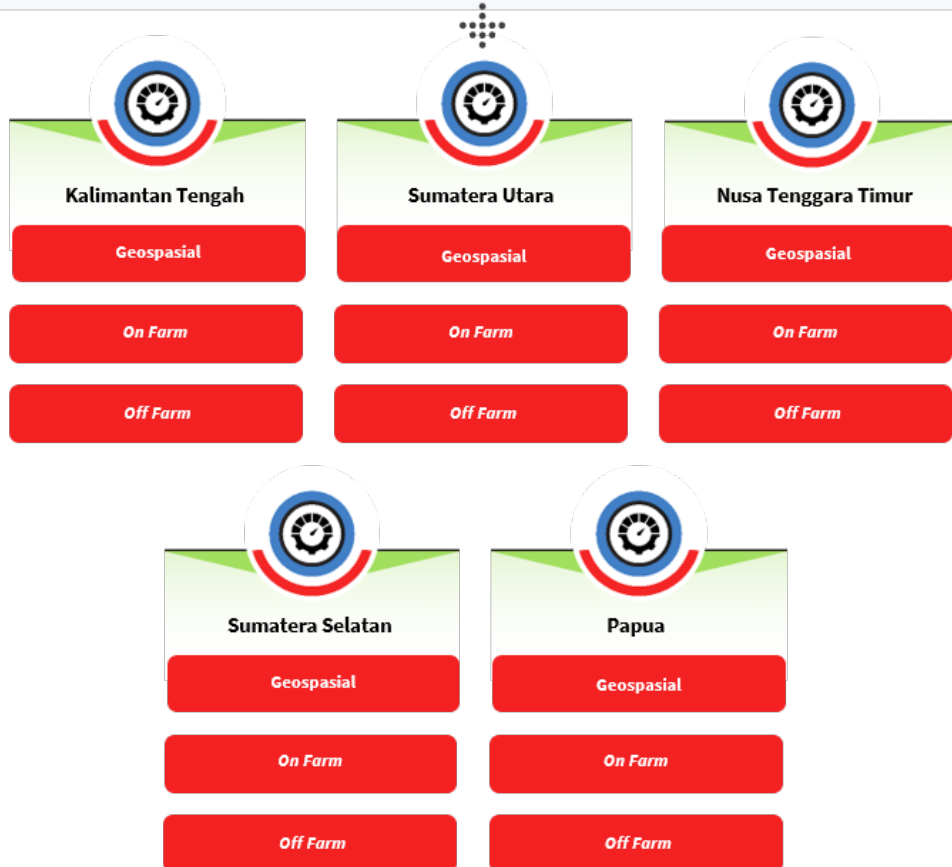 Kalimantan Tengah
Geospasial
On Farm
Off Farm
Sumatera Utara
Geospasial
On Farm
Off Farm
Nusa Tenggara Timur
Geospasial
On Farm
Off Farm
Sumatera Selatan
Geospasial
On Farm
Off Farm
Papua
Geospasial
On Farm
Off Farm